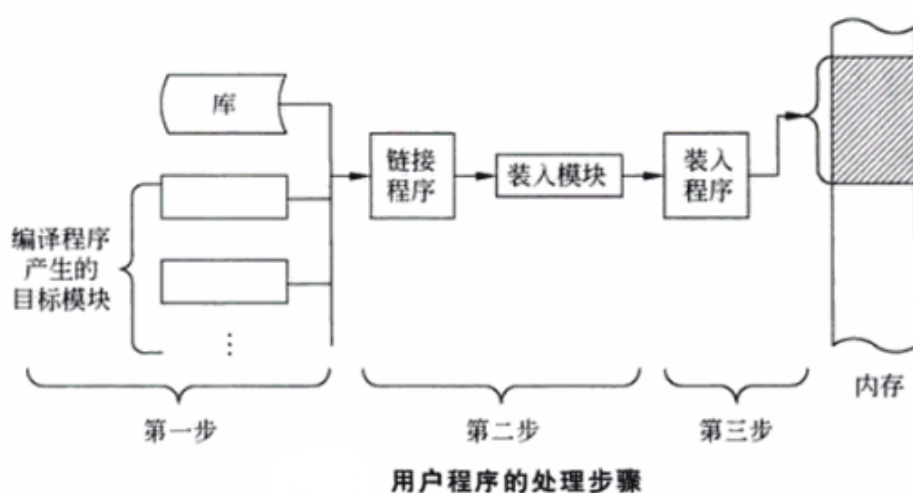 库
编译程序
产生的
目标模块
⋮
链接
程序
装入模块
装入
程序
内存
第一步
第二步
第三步
用户程序的处理步骤